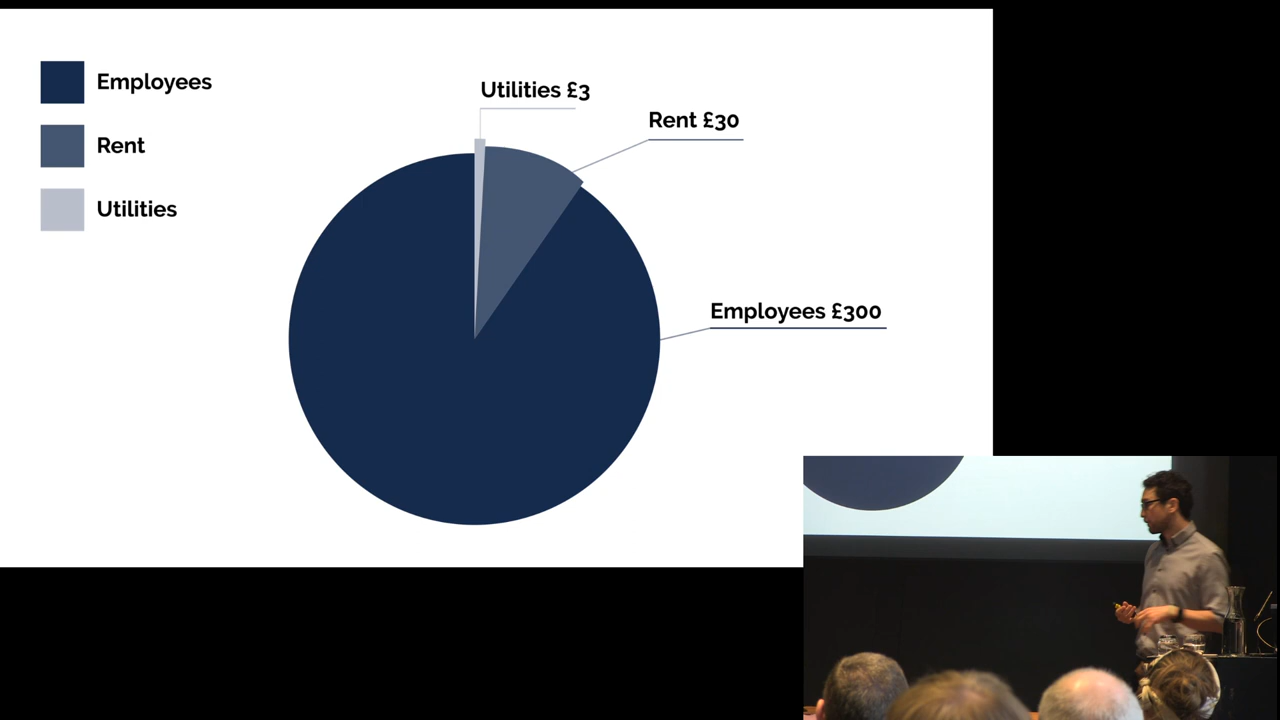 Employees
Rent
Utilities
Utilities £3
Rent £30
Employees £300